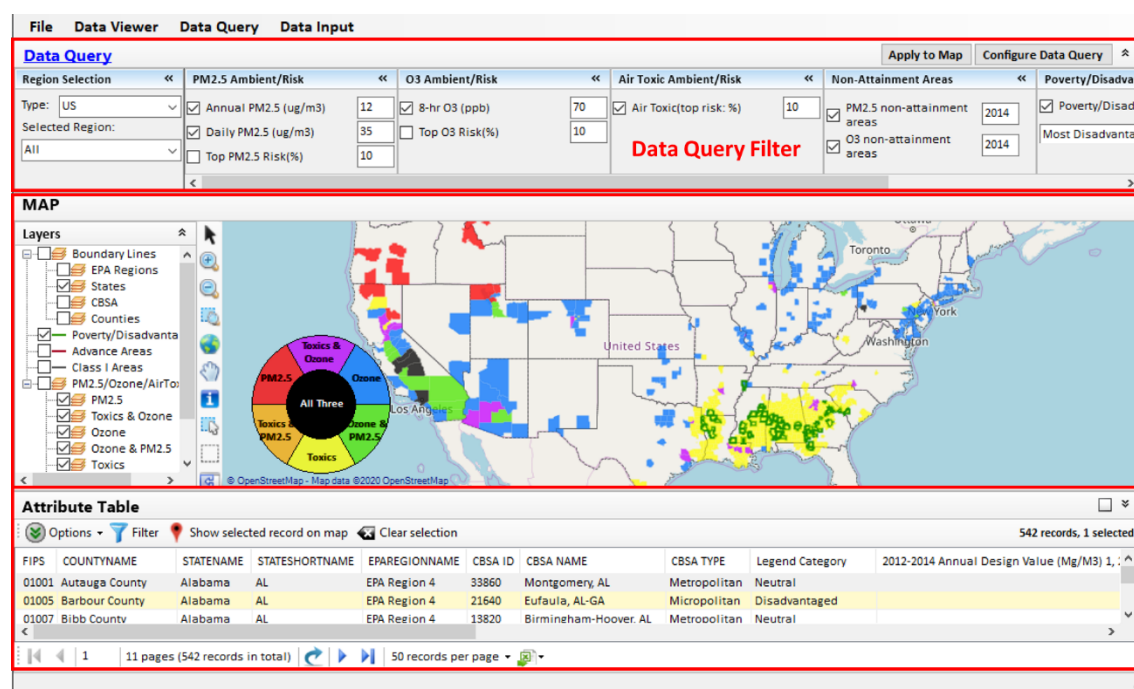 File Data Viewer Data Query Data Input
Data Query Apply to Map Configure Data Query
Region Selection PM2.5 Ambient/Risk O3 Ambient/Risk Air Toxic Ambient/Risk Non-Attainment Areas Poverty/Disadva
Type: US
Selected Region:
All
Annual PM2.5 (ug/m3) 12
Daily PM2.5 (ug/m3) 35
Top PM2.5 Risk(%) 10
8-hr O3 (ppb) 70
Top O3 Risk(%) 10
Air Toxic(top risk: %) 10
Data Query Filter
PM2.5 non-attainment areas 2014
O3 non-attainment areas 2014
Poverty/Disad
Most Disadvanta
MAP
Layers
Boundary Lines
EPA Regions
States
CBSA
Counties
Poverty/Disadvanta
Advance Areas
Class I Areas
PM2.5/Ozone/AirTo
PM2.5
Toxics & Ozone
Ozone
Ozone & PM2.5
Toxics
Toxics & Ozone
PM2.5
Ozone
All Three
Toxics & PM2.5
Ozone & PM2.5
Toxics
Ottawa
Toronto
New York
Washington
United States
Los Angeles
© OpenStreetMap - Map data ©2020 OpenStreetMap
Attribute Table
Options Filter Show selected record on map Clear selection 542 records, 1 selected
FIPS COUNTYNAME STATENAME STATESHORTNAME EPAREGIONNAME CBSA ID CBSA NAME CBSA TYPE Legend Category 2012-2014 Annual Design Value (Mg/M3) 1,
01001 Autauga County Alabama AL EPA Region 4 33860 Montgomery, AL Metropolitan Neutral
01005 Barbour County Alabama AL EPA Region 4 21640 Eufaula, AL-GA Micropolitan Disadvantaged
01007 Bibb County Alabama AL EPA Region 4 13820 Birmingham-Hoover, AL Metropolitan Neutral
1 11 pages (542 records in total) 50 records per page